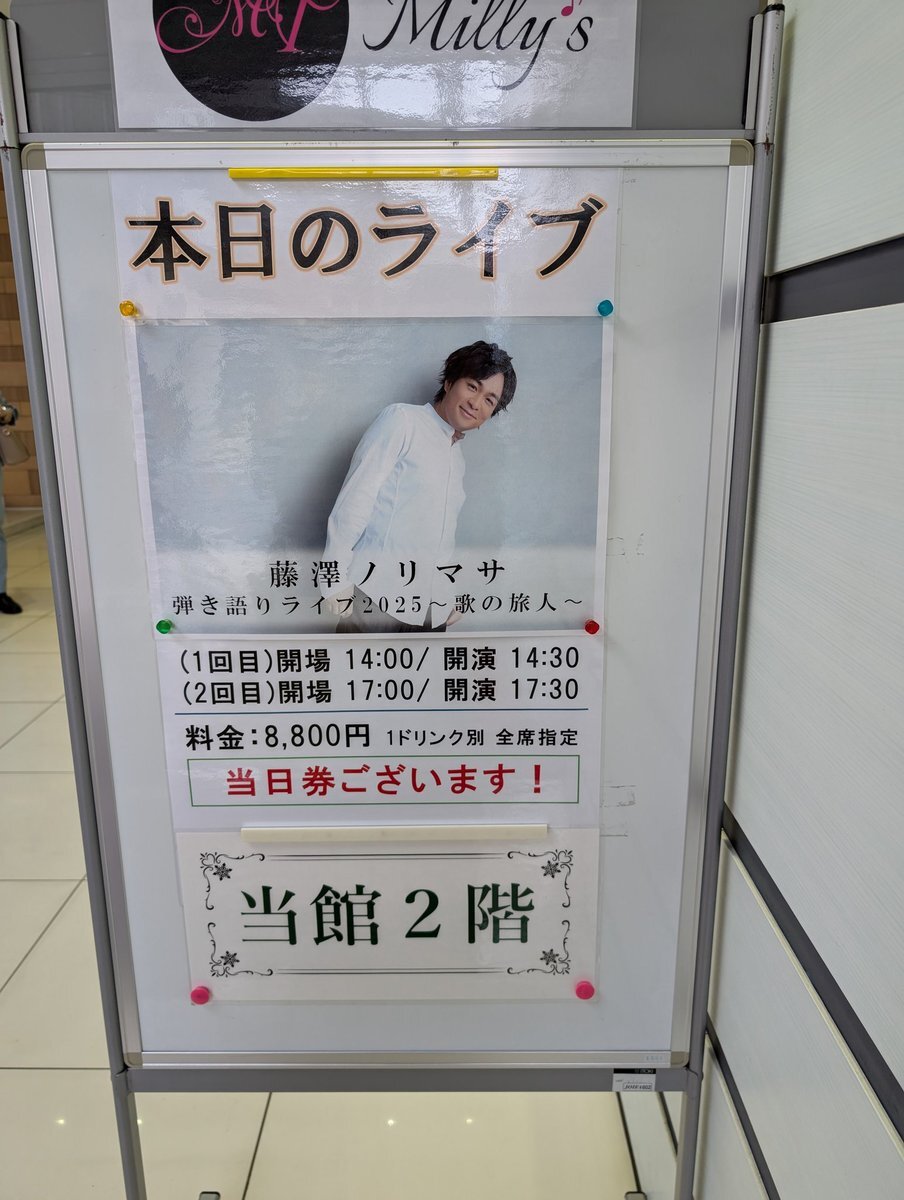 Milly's
本日のライブ
藤澤ノリマサ
弾き語りライブ2025～歌の旅人～
(1回目)開場 14:00/ 開演 14:30
(2回目)開場 17:00/ 開演 17:30
料金：8,800円 1ドリンク別 全席指定
当日券ございます！
当館２階